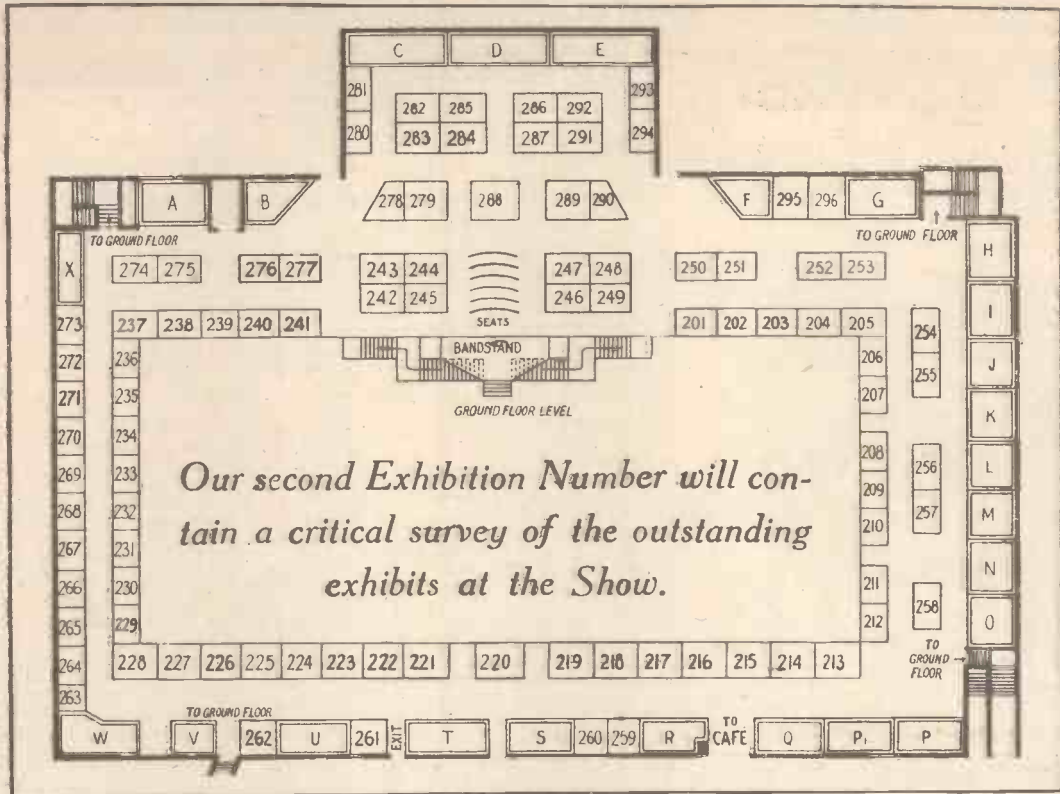 C D E
281 293
282 285 286 292
280 283 284 287 291 294
A B 278 279 288 289 290 F 295 296 G
TO GROUND FLOOR TO GROUND FLOOR
X 274 275 276 277 243 244 247 248 250 251 252 253 H
242 245 246 249
SEATS
273 237 238 239 240 241 201 202 203 204 205 254 I
BANDSTAND
272 236 206 255 J
271 235 207
GROUND FLOOR LEVEL
270 234 208 K
269 233 209 256 L
Our second Exhibition Number will con-
268 232 210 257 M
tain a critical survey of the outstanding
267 231
exhibits at the Show.
266 230 211 258 N
265 229 212 O
264 228 227 226 225 224 223 222 221 220 219 218 217 216 215 214 213
TO
GROUND
FLOOR
263
TO GROUND FLOOR
W V 262 U 261 EXIT T S 260 259 R TO CAFÉ Q P₁ P